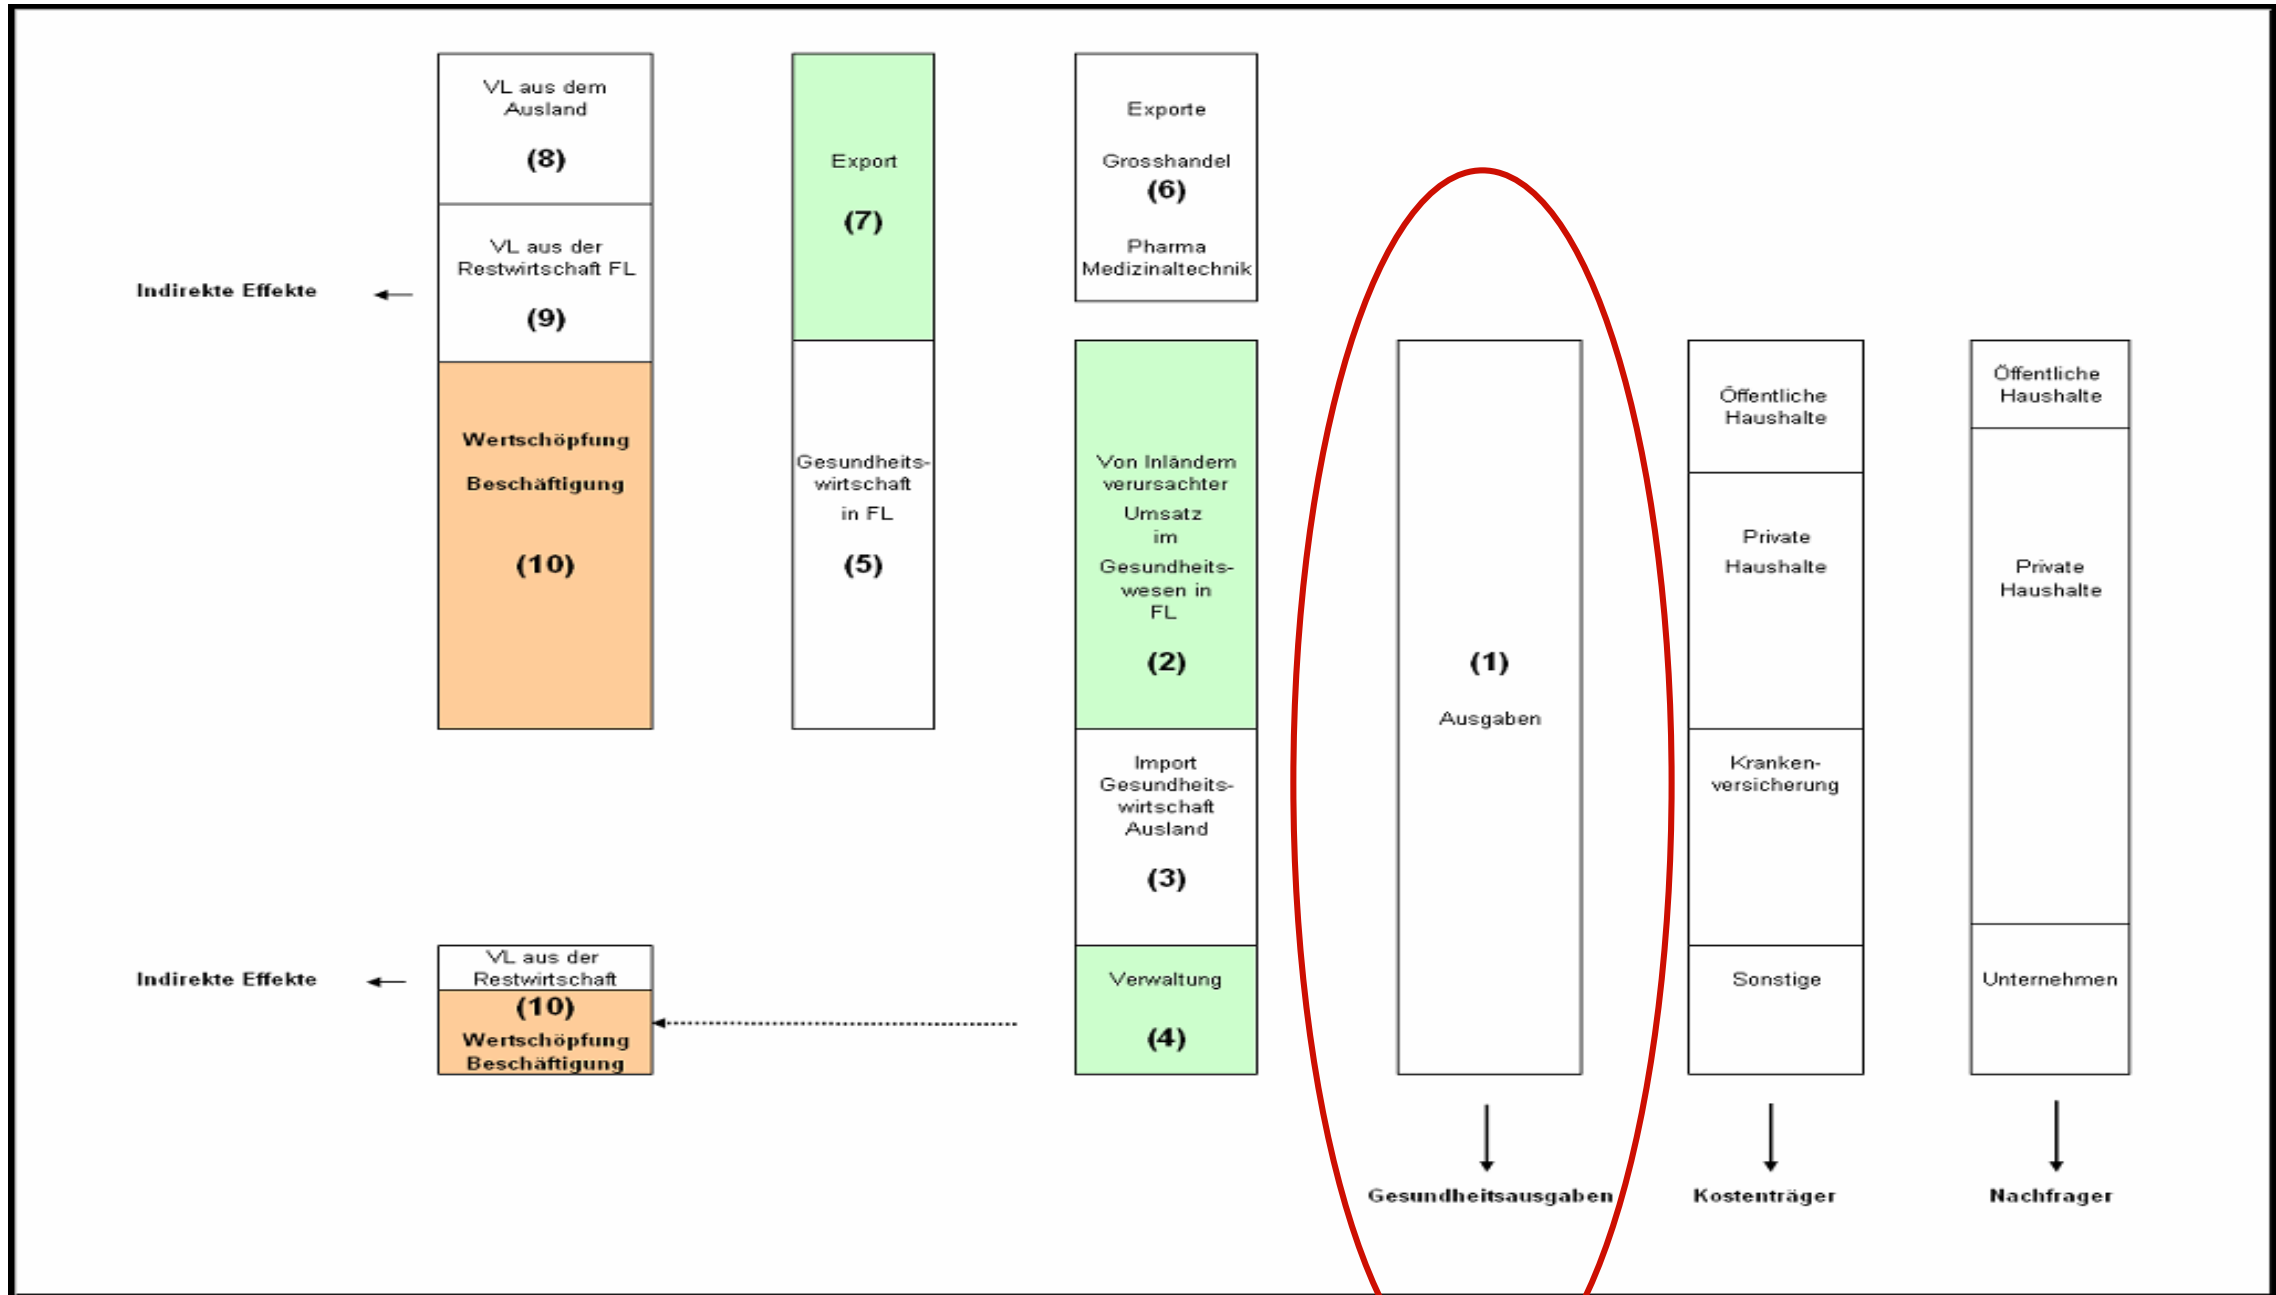 VL aus dem
Ausland
(8)
VL aus der
Restwirtschaft FL
(9)
Indirekte Effekte
Wertschöpfung
Beschäftigung
(10)
Export
(7)
Gesundheits-
wirtschaft
in FL
(5)
Exporte
Grosshandel
(6)
Pharma
Medizinaltechnik
Von Inländern
verursachter
Umsatz
im
Gesundheits-
wesen in
FL
(2)
Import
Gesundheits-
wirtschaft
Ausland
(3)
Verwaltung
(4)
Indirekte Effekte
VL aus der
Restwirtschaft
(10)
Wertschöpfung
Beschäftigung
(1)
Ausgaben
Gesundheitsausgaben
Öffentliche
Haushalte
Private
Haushalte
Kranken-
versicherung
Sonstige
Kostenträger
Öffentliche
Haushalte
Private
Haushalte
Unternehmen
Nachfrager